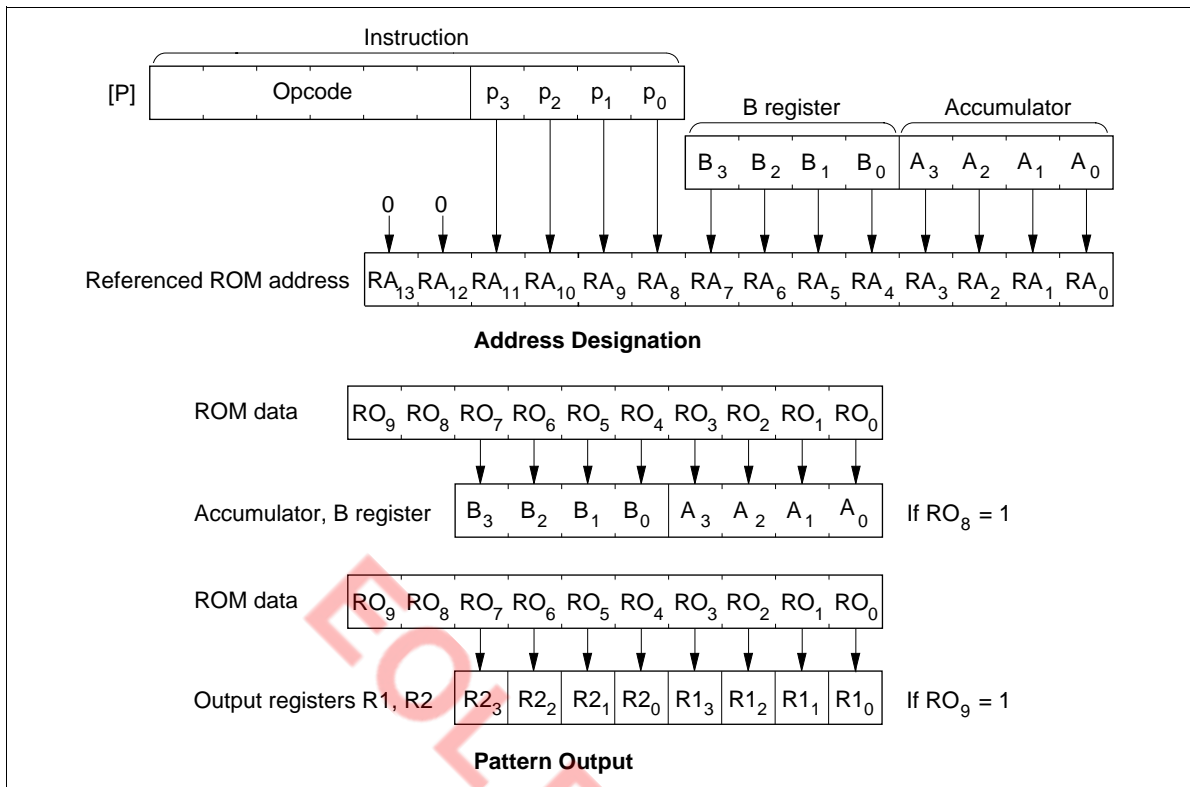 Instruction
[P] Opcode p3 p2 p1 p0
B register Accumulator
B3 B2 B1 B0 A3 A2 A1 A0
0 0
Referenced ROM address RA13 RA12 RA11 RA10 RA9 RA8 RA7 RA6 RA5 RA4 RA3 RA2 RA1 RA0
Address Designation
ROM data RO9 RO8 RO7 RO6 RO5 RO4 RO3 RO2 RO1 RO0
Accumulator, B register B3 B2 B1 B0 A3 A2 A1 A0 If RO8 = 1
ROM data RO9 RO8 RO7 RO6 RO5 RO4 RO3 RO2 RO1 RO0
Output registers R1, R2 R23 R22 R21 R20 R13 R12 R11 R10 If RO9 = 1
Pattern Output
EOL